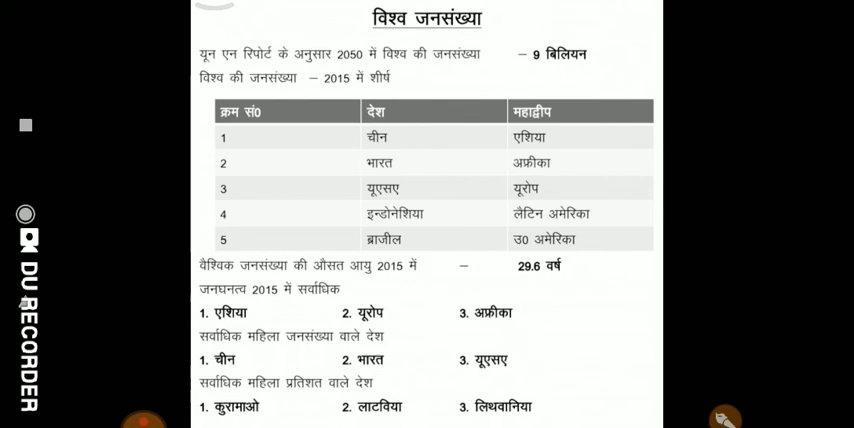 विश्व जनसंख्या
यून एन रिपोर्ट के अनुसार 2050 में विश्व की जनसंख्या – 9 बिलियन
विश्व की जनसंख्या – 2015 में शीर्ष
क्रम सं0 देश महाद्वीप
1 चीन एशिया
2 भारत अफ्रीका
3 यूएसए यूरोप
4 इन्डोनेशिया लैटिन अमेरिका
5 ब्राजील उ0 अमेरिका
वैश्विक जनसंख्या की औसत आयु 2015 में – 29.6 वर्ष
जनघनत्व 2015 में सर्वाधिक
1. एशिया 2. यूरोप 3. अफ्रीका
सर्वाधिक महिला जनसंख्या वाले देश
1. चीन 2. भारत 3. यूएसए
सर्वाधिक महिला प्रतिशत वाले देश
1. कुरामाओ 2. लाटविया 3. लिथवानिया
DU RECORDER